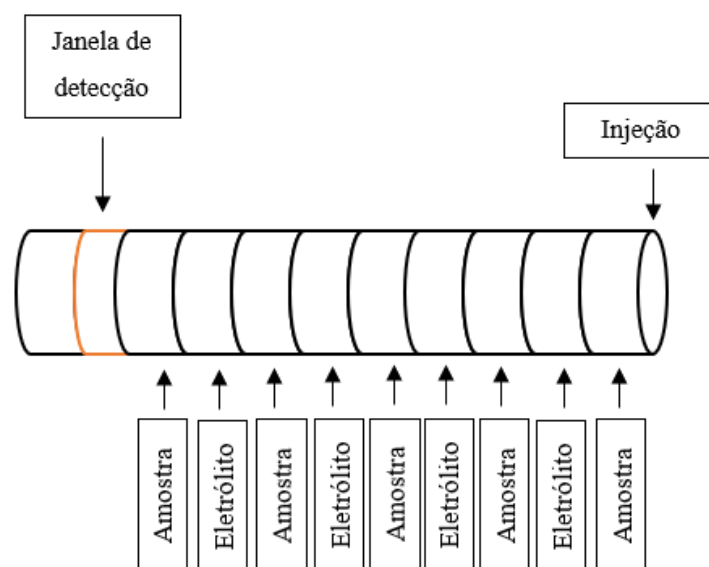 Janela de
detecção
Injeção
Amostra
Eletrólito
Amostra
Eletrólito
Amostra
Eletrólito
Amostra
Eletrólito
Amostra